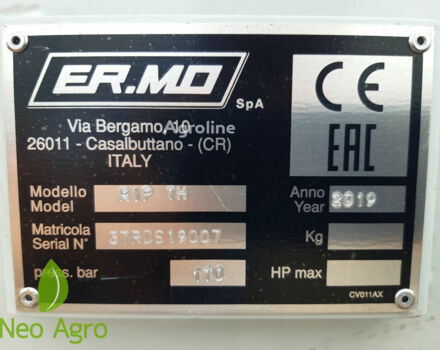 ER.MO SpA
Via Bergamo, 10
Agroline
26011 - Casalbuttano - (CR)
ITALY
CE
EAC
Modello RIP 7H Anno 2019
Model Year
Matricola Kg
Serial N° 37RDS19007
press. bar 170 HP max
CV011AX
Neo Agro